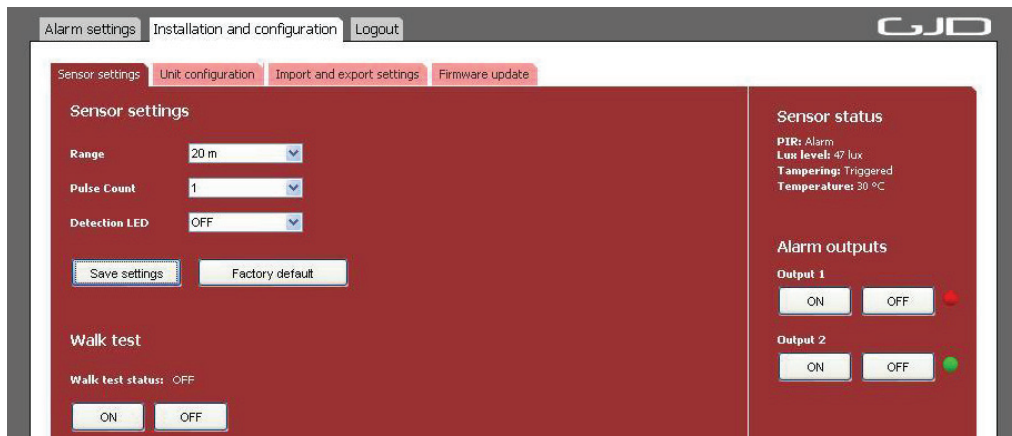 Alarm settings Installation and configuration Logout GJD
Sensor settings Unit configuration Import and export settings Firmware update
Sensor settings
Range 20 m
Pulse Count 1
Detection LED OFF
Save settings Factory default
Walk test
Walk test status: OFF
ON OFF
Sensor status
PIR: Alarm
Lux level: 47 lux
Tampering: Triggered
Temperature: 30 ºC
Alarm outputs
Output 1
ON OFF
Output 2
ON OFF